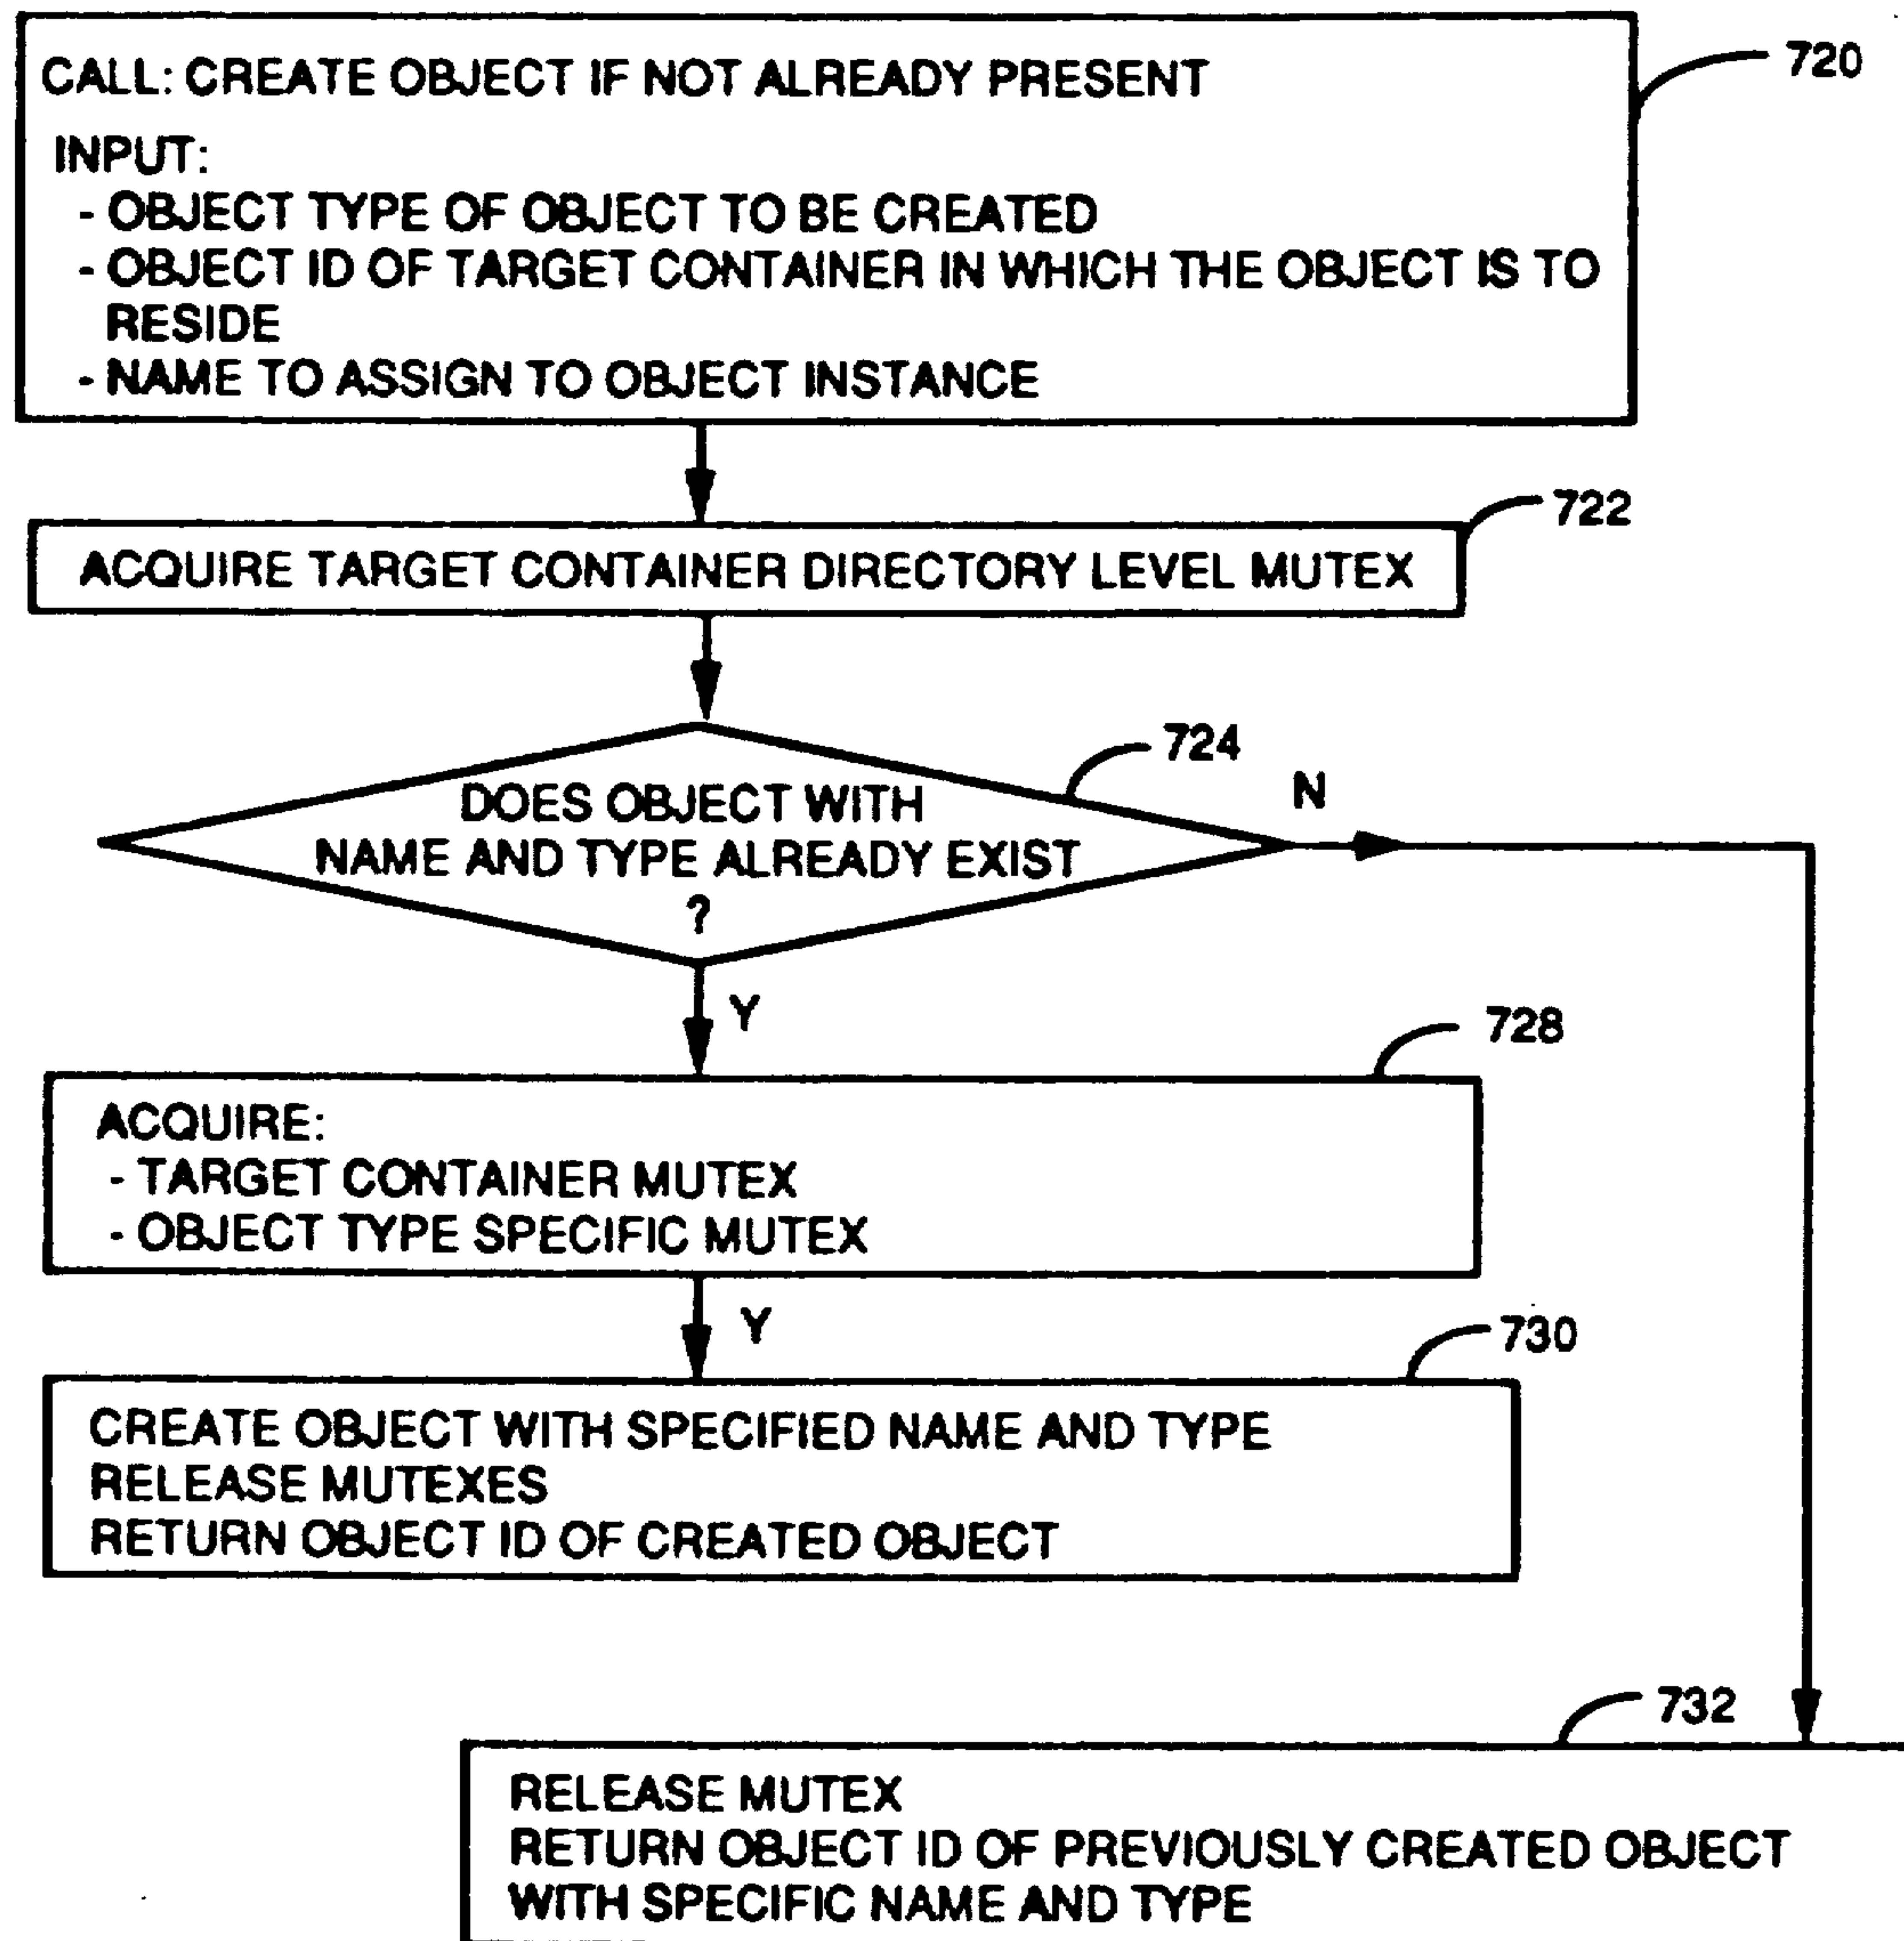 CALL: CREATE OBJECT IF NOT ALREADY PRESENT
720
INPUT:
- OBJECT TYPE OF OBJECT TO BE CREATED
- OBJECT ID OF TARGET CONTAINER IN WHICH THE OBJECT IS TO
RESIDE
- NAME TO ASSIGN TO OBJECT INSTANCE
722
ACQUIRE TARGET CONTAINER DIRECTORY LEVEL MUTEX
724
N
DOES OBJECT WITH
NAME AND TYPE ALREADY EXIST
?
Y
728
ACQUIRE:
- TARGET CONTAINER MUTEX
- OBJECT TYPE SPECIFIC MUTEX
Y
730
CREATE OBJECT WITH SPECIFIED NAME AND TYPE
RELEASE MUTEXES
RETURN OBJECT ID OF CREATED OBJECT
732
RELEASE MUTEX
RETURN OBJECT ID OF PREVIOUSLY CREATED OBJECT
WITH SPECIFIC NAME AND TYPE